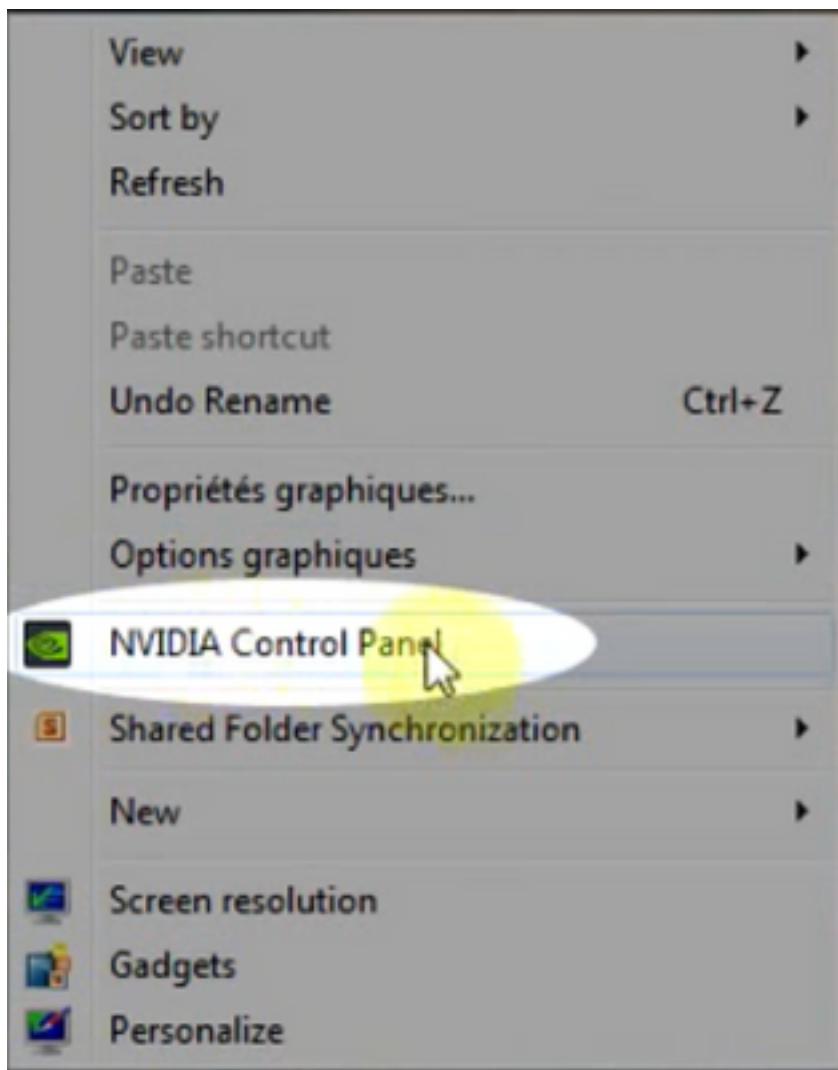 View
Sort by
Refresh
Paste
Paste shortcut
Undo Rename Ctrl+Z
Propriétés graphiques...
Options graphiques
NVIDIA Control Panel
Shared Folder Synchronization
New
Screen resolution
Gadgets
Personalize